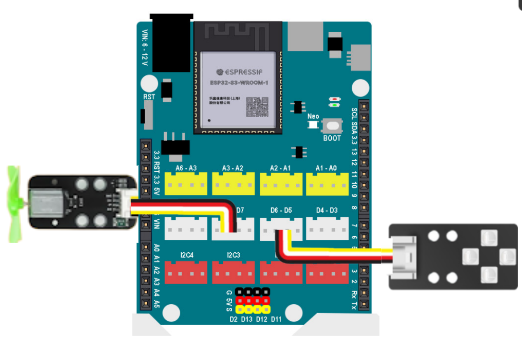 VIN: 6 - 12 V
ESPRESSIF
ESP32-S3-WROOM-1
RST
Neo
BOOT
3.3 RST 3.3 5V
VIN
A0 A1 A2 A3 A4 A5
SCL SDA 3.3 13 12 11 10 9 8
7 6
3 2 Rx Tx
A6 - A3
A3 - A2
A2 - A1
A1 - A0
D7
D6 - D5
D4 - D3
I2C4
I2C3
G 5V S
D2 D13 D12 D11